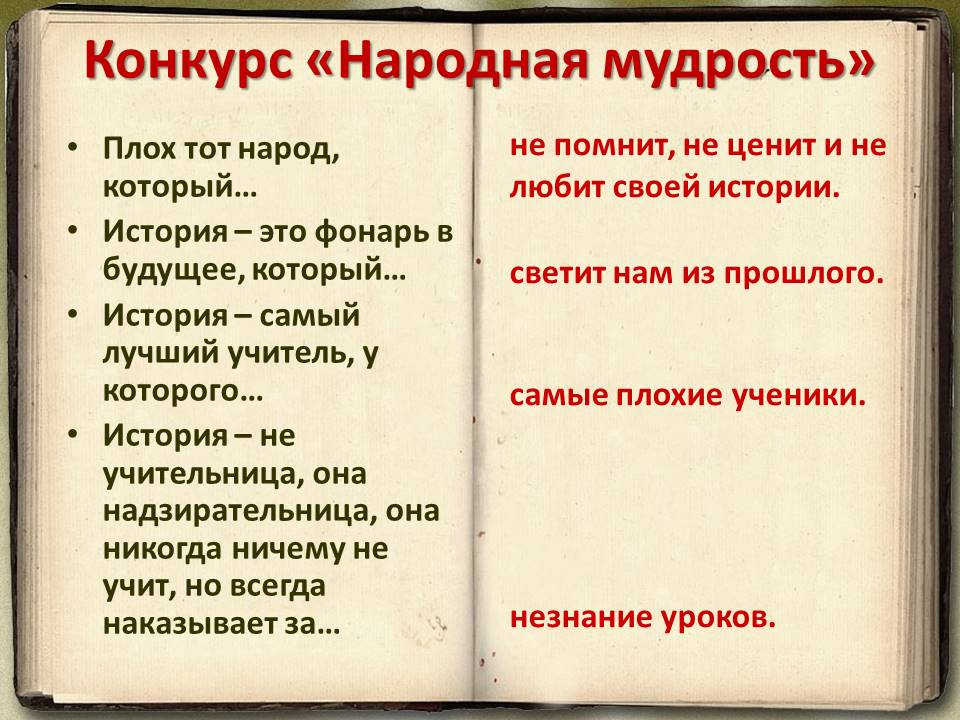 Конкурс «Народная мудрость»
• Плох тот народ,
который…
• История – это фонарь в
будущее, который…
• История – самый
лучший учитель, у
которого…
• История – не
учительница, она
надзирательница, она
никогда ничему не
учит, но всегда
наказывает за…
не помнит, не ценит и не
любит своей истории.
светит нам из прошлого.
самые плохие ученики.
незнание уроков.